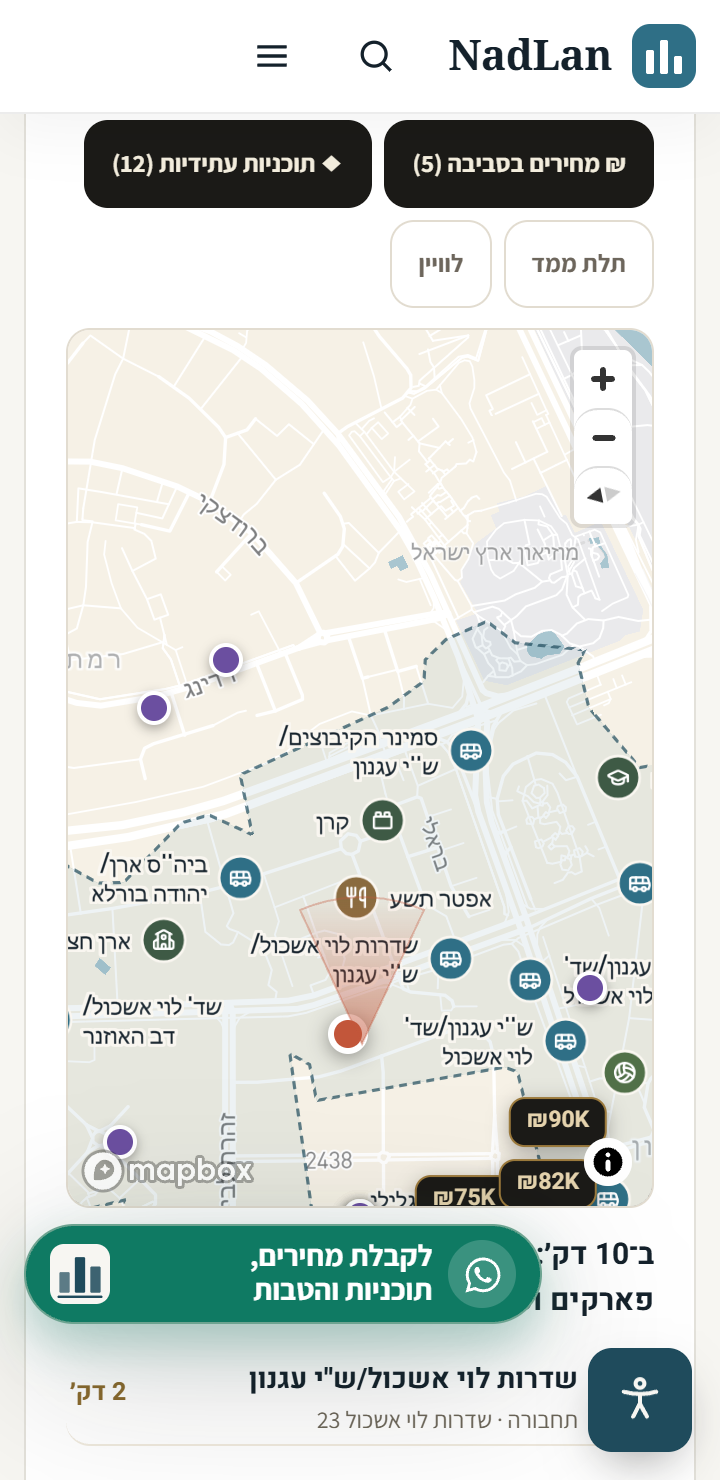 NadLan
₪ מחירים בסביבה (5)
◆ תוכניות עתידיות (12)
תלת ממד
לוויין
ברודצקי
מוזיאון ארץ ישראל
רמת
סמינר הקיבוצים/
ש''י עגנון
קרן
בראלי
ביה''ס ארן/
יהודה בורלא
אפטר תשע
ארן חצ
שדרות לוי אשכול/
ש''י עגנון
עגנון/שד'
לוי אשכול
שד' לוי אשכול/
דב האוזנר
ש''י עגנון/שד'
לוי אשכול
₪90K
2438
₪82K
₪75K
גלילי
mapbox
ב־10 דק׳:
פארקים
לקבלת מחירים,
תוכניות והטבות
שדרות לוי אשכול/ש"י עגנון
2 דק׳
תחבורה · שדרות לוי אשכול 23